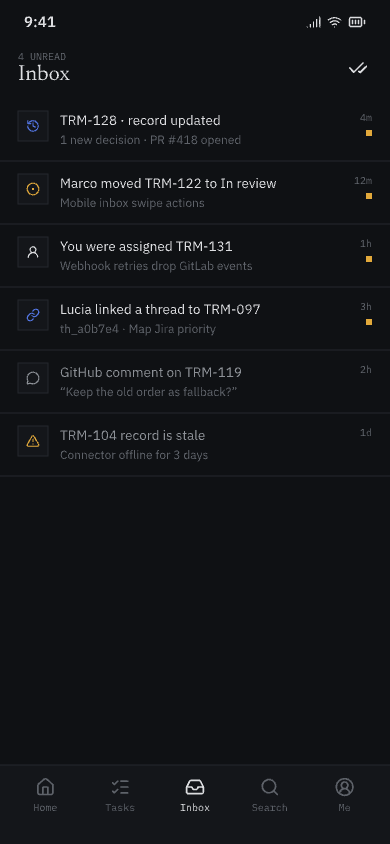 9:41
4 UNREAD
Inbox
TRM-128 · record updated
4m
1 new decision · PR #418 opened
Marco moved TRM-122 to In review
12m
Mobile inbox swipe actions
You were assigned TRM-131
1h
Webhook retries drop GitLab events
Lucia linked a thread to TRM-097
3h
th_a0b7e4 · Map Jira priority
GitHub comment on TRM-119
2h
“Keep the old order as fallback?”
TRM-104 record is stale
1d
Connector offline for 3 days
Home Tasks Inbox Search Me